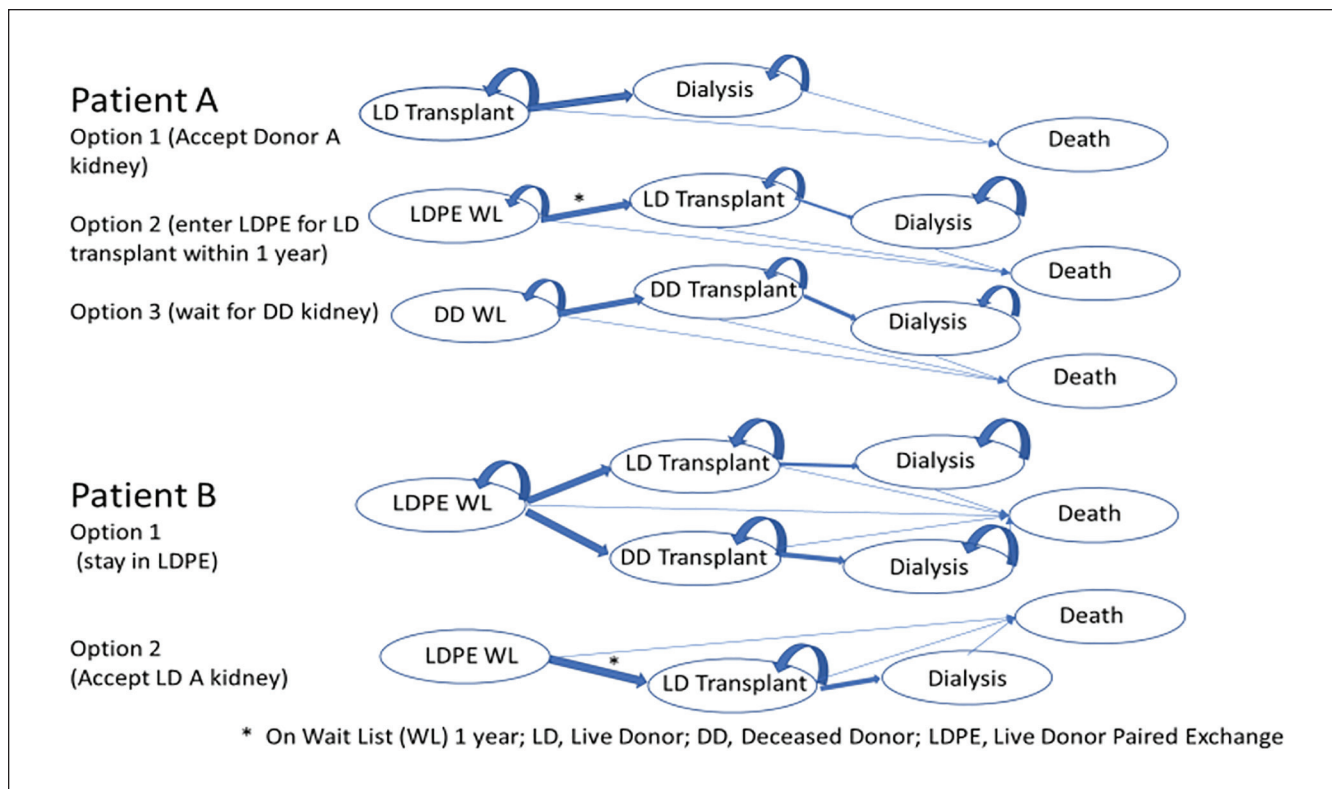 Patient A
Option 1 (Accept Donor A
kidney)
LD Transplant
Dialysis
Death
Option 2 (enter LDPE for LD
transplant within 1 year)
LDPE WL
*
LD Transplant
Dialysis
Death
Option 3 (wait for DD kidney)
DD WL
DD Transplant
Dialysis
Death
Patient B
Option 1
(stay in LDPE)
LDPE WL
LD Transplant
Dialysis
DD Transplant
Dialysis
Death
Option 2
(Accept LD A kidney)
LDPE WL
*
LD Transplant
Dialysis
Death
* On Wait List (WL) 1 year; LD, Live Donor; DD, Deceased Donor; LDPE, Live Donor Paired Exchange